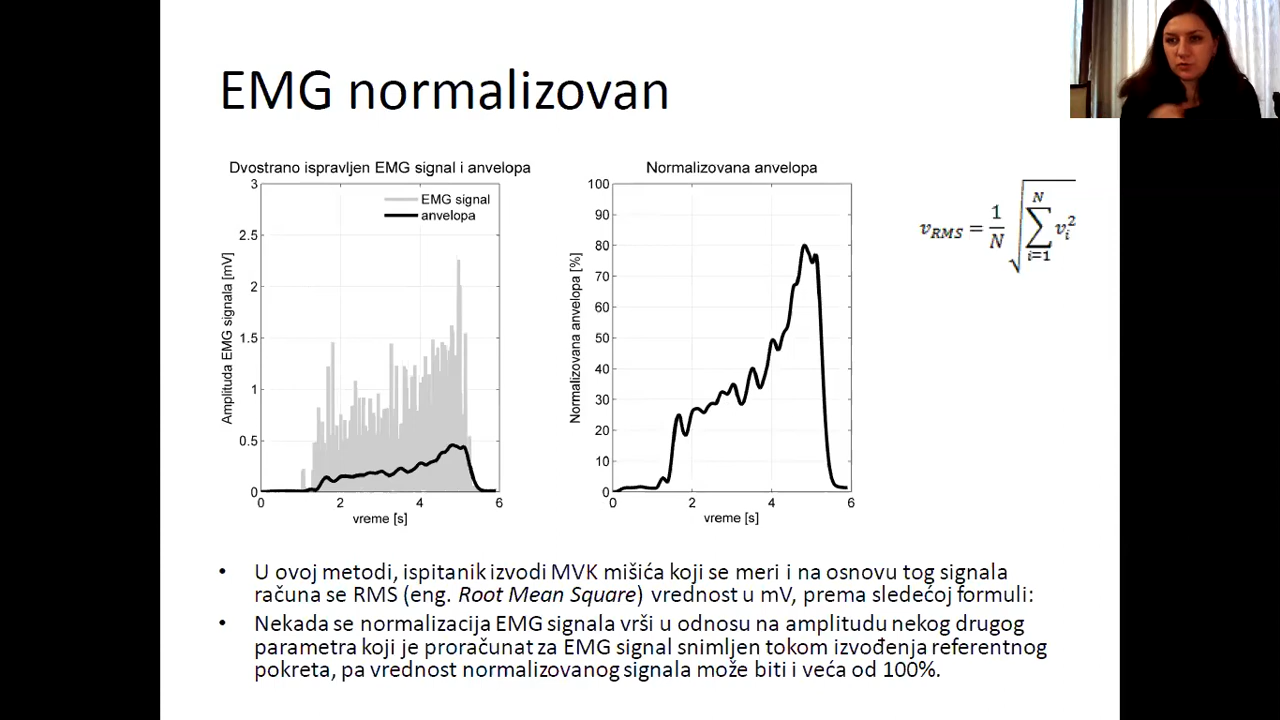 EMG normalizovan
Dvostrano ispravljen EMG signal i anvelopa
3
2.5
2
1.5
1
0.5
0
0 2 4 6
Amplituda EMG signala [mV]
vreme [s]
EMG signal
anvelopa
Normalizovana anvelopa
100
90
80
70
60
50
40
30
20
10
0
0 2 4 6
Normalizovana anvelopa [%]
vreme [s]
v_RMS = 1/N √(∑_{i=1}^{N} v_i^2)
• U ovoj metodi, ispitanik izvodi MVK mišića koji se meri i na osnovu tog signala
računa se RMS (eng. Root Mean Square) vrednost u mV, prema sledećoj formuli:
• Nekada se normalizacija EMG signala vrši u odnosu na amplitudu nekog drugog
parametra koji je proračunat za EMG signal snimljen tokom izvođenja referentnog
pokreta, pa vrednost normalizovanog signala može biti i veća od 100%.